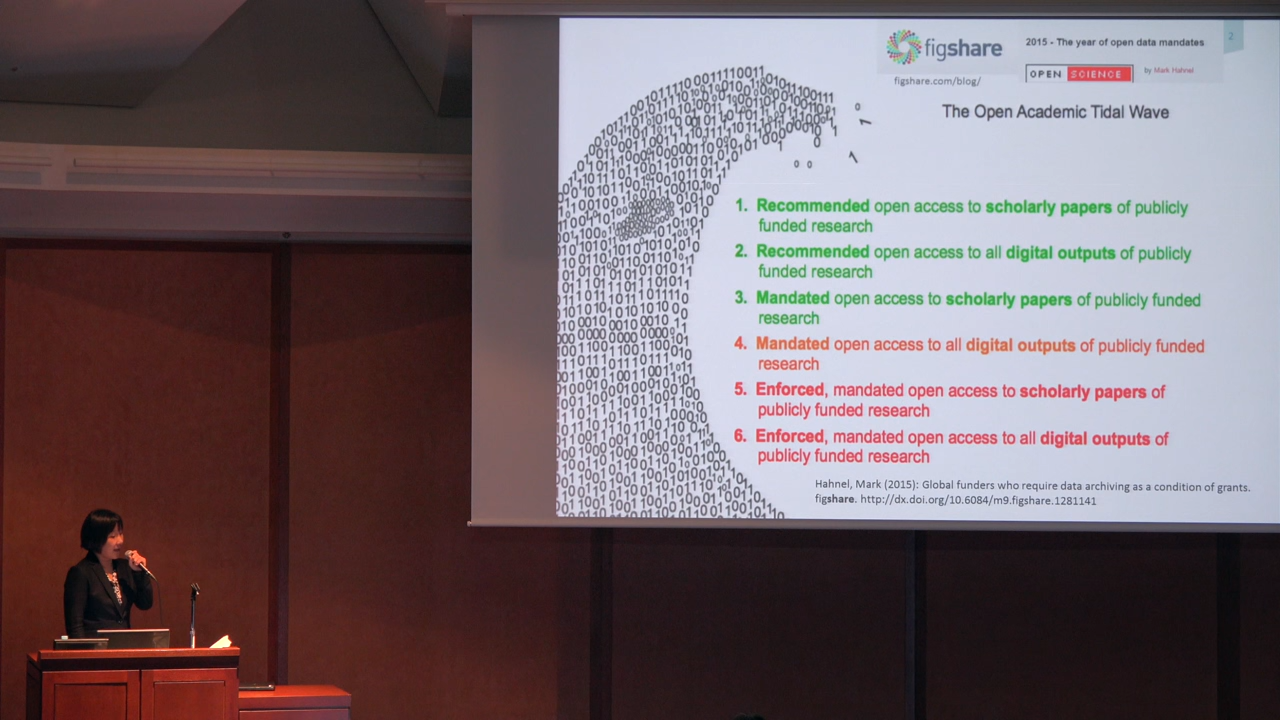 figshare
2015 - The year of open data mandates
2
OPEN SCIENCE
by Mark Hahnel
figshare.com/blog/
The Open Academic Tidal Wave
1. Recommended open access to scholarly papers of publicly
funded research
2. Recommended open access to all digital outputs of publicly
funded research
3. Mandated open access to scholarly papers of publicly funded
research
4. Mandated open access to all digital outputs of publicly funded
research
5. Enforced, mandated open access to scholarly papers of
publicly funded research
6. Enforced, mandated open access to all digital outputs of
publicly funded research
Hahnel, Mark (2015): Global funders who require data archiving as a condition of grants.
figshare. http://dx.doi.org/10.6084/m9.figshare.1281141